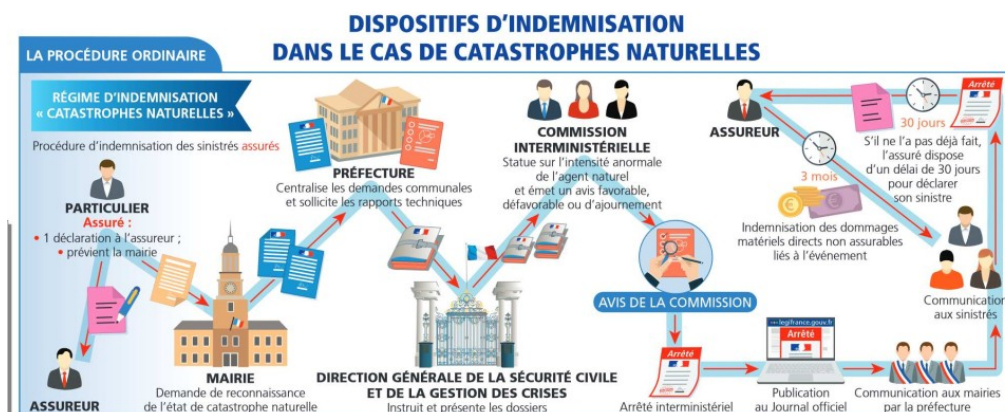 DISPOSITIFS D'INDEMNISATION
DANS LE CAS DE CATASTROPHES NATURELLES
LA PROCÉDURE ORDINAIRE
RÉGIME D'INDEMNISATION
« CATASTROPHES NATURELLES »
Procédure d'indemnisation des sinistrés assurés
PARTICULIER
Assuré :
• 1 déclaration à l'assureur ;
• prévient la mairie
ASSUREUR
MAIRIE
Demande de reconnaissance
de l'état de catastrophe naturelle
PRÉFECTURE
Centralise les demandes communales
et sollicite les rapports techniques
DIRECTION GÉNÉRALE DE LA SÉCURITÉ CIVILE
ET DE LA GESTION DES CRISES
Instruit et présente les dossiers
COMMISSION
INTERMINISTÉRIELLE
Statue sur l'intensité anormale
de l'agent naturel
et émet un avis favorable,
défavorable ou d'ajournement
AVIS DE LA COMMISSION
Arrêté
Arrêté interministériel
legifrance.gouv.fr
Arrêté
Publication
au Journal officiel
Communication aux mairies
par la préfecture
Communication
aux sinistrés
Arrêté
30 jours
S'il ne l'a pas déjà fait,
l'assuré dispose
d'un délai de 30 jours
pour déclarer
son sinistre
ASSUREUR
3 mois
Indemnisation des dommages
matériels directs non assurables
liés à l'événement